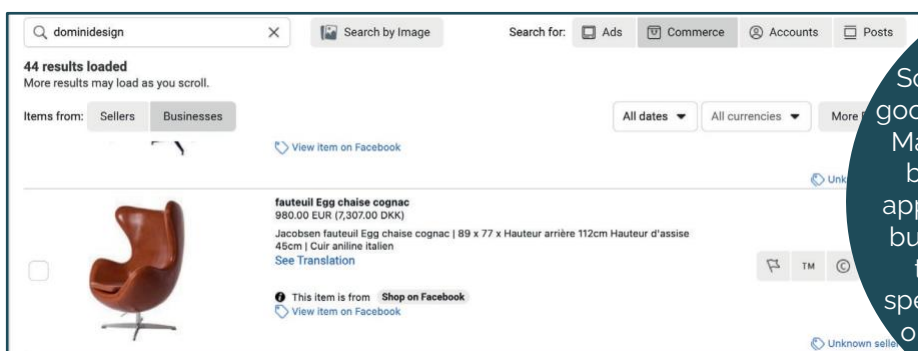 dominidesign
Search by Image
Search for: Ads Commerce Accounts Posts
44 results loaded
More results may load as you scroll.
Items from: Sellers Businesses
All dates All currencies More
View item on Facebook
fauteuil Egg chaise cognac
980.00 EUR (7,307.00 DKK)
Jacobsen fauteuil Egg chaise cognac | 89 x 77 x Hauteur arrière 112cm Hauteur d'assise
45cm | Cuir aniline italien
See Translation
TM ©
This item is from Shop on Facebook
View item on Facebook
Unknown seller